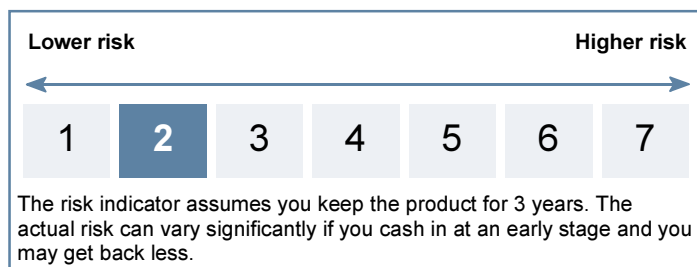 Lower risk Higher risk
1 2 3 4 5 6 7
The risk indicator assumes you keep the product for 3 years. The
actual risk can vary significantly if you cash in at an early stage and you
may get back less.